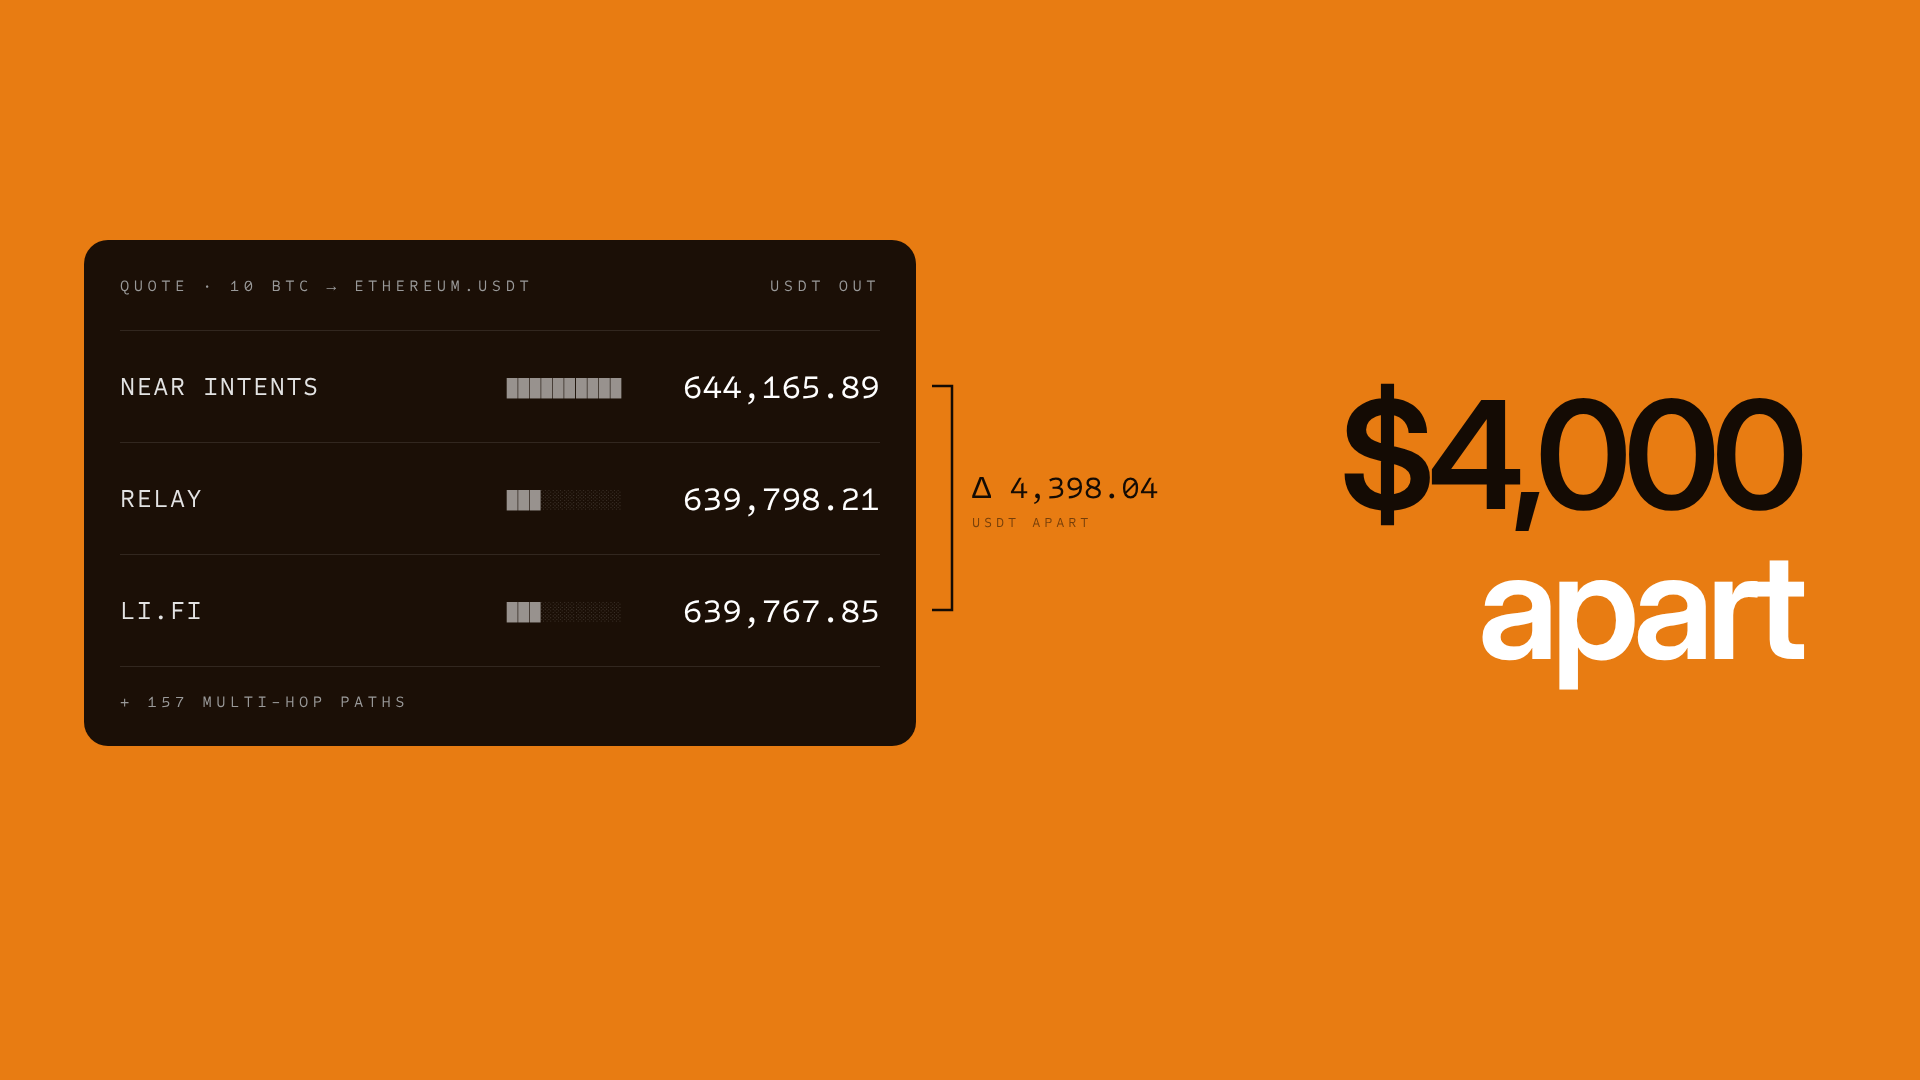 QUOTE · 10 BTC → ETHEREUM.USDT USDT OUT
NEAR INTENTS ██████████ 644,165.89
RELAY ███░░░░░░░ 639,798.21
LI.FI ███░░░░░░░ 639,767.85
+ 157 MULTI-HOP PATHS
Δ 4,398.04
USDT APART
$4,000
apart